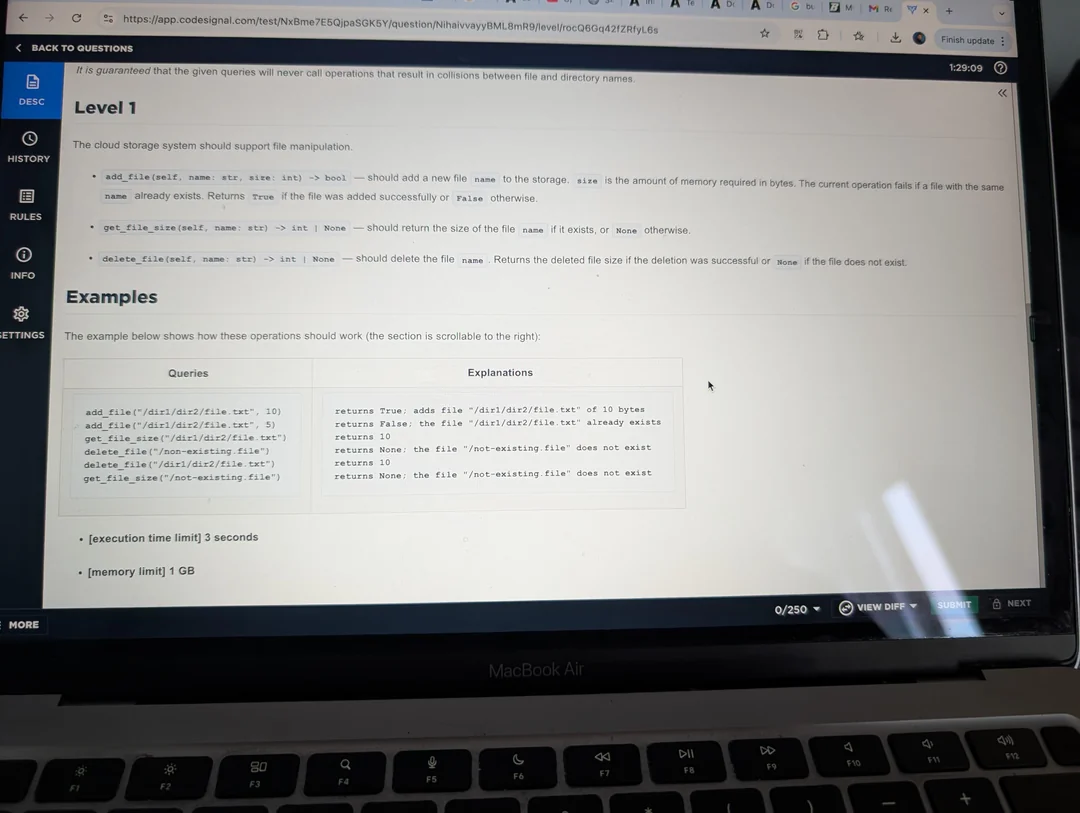 https://app.codesignal.com/test/NxBme7E5QjpaSGK5Y/question/NihaivvayyBML8mR9/level/rocQ6Gq42fZRfyL6s
Finish update
BACK TO QUESTIONS
1:29:09
It is guaranteed that the given queries will never call operations that result in collisions between file and directory names.
DESC
HISTORY
RULES
INFO
SETTINGS
MORE
Level 1
The cloud storage system should support file manipulation.
• add_file(self, name: str, size: int) -> bool — should add a new file name to the storage. size is the amount of memory required in bytes. The current operation fails if a file with the same
name already exists. Returns True if the file was added successfully or False otherwise.
• get_file_size(self, name: str) -> int | None — should return the size of the file name if it exists, or None otherwise.
• delete_file(self, name: str) -> int | None — should delete the file name . Returns the deleted file size if the deletion was successful or None if the file does not exist.
Examples
The example below shows how these operations should work (the section is scrollable to the right):
Queries
add_file("/dir1/dir2/file.txt", 10)
add_file("/dir1/dir2/file.txt", 5)
get_file_size("/dir1/dir2/file.txt")
delete_file("/non-existing.file")
delete_file("/dir1/dir2/file.txt")
get_file_size("/not-existing.file")
Explanations
returns True; adds file "/dir1/dir2/file.txt" of 10 bytes
returns False; the file "/dir1/dir2/file.txt" already exists
returns 10
returns None; the file "/not-existing.file" does not exist
returns 10
returns None; the file "/not-existing.file" does not exist
• [execution time limit] 3 seconds
• [memory limit] 1 GB
0/250
VIEW DIFF
SUBMIT
NEXT
MacBook Air
F1
F2
F3
F4
F5
F6
F7
F8
F9
F10
F11
F12